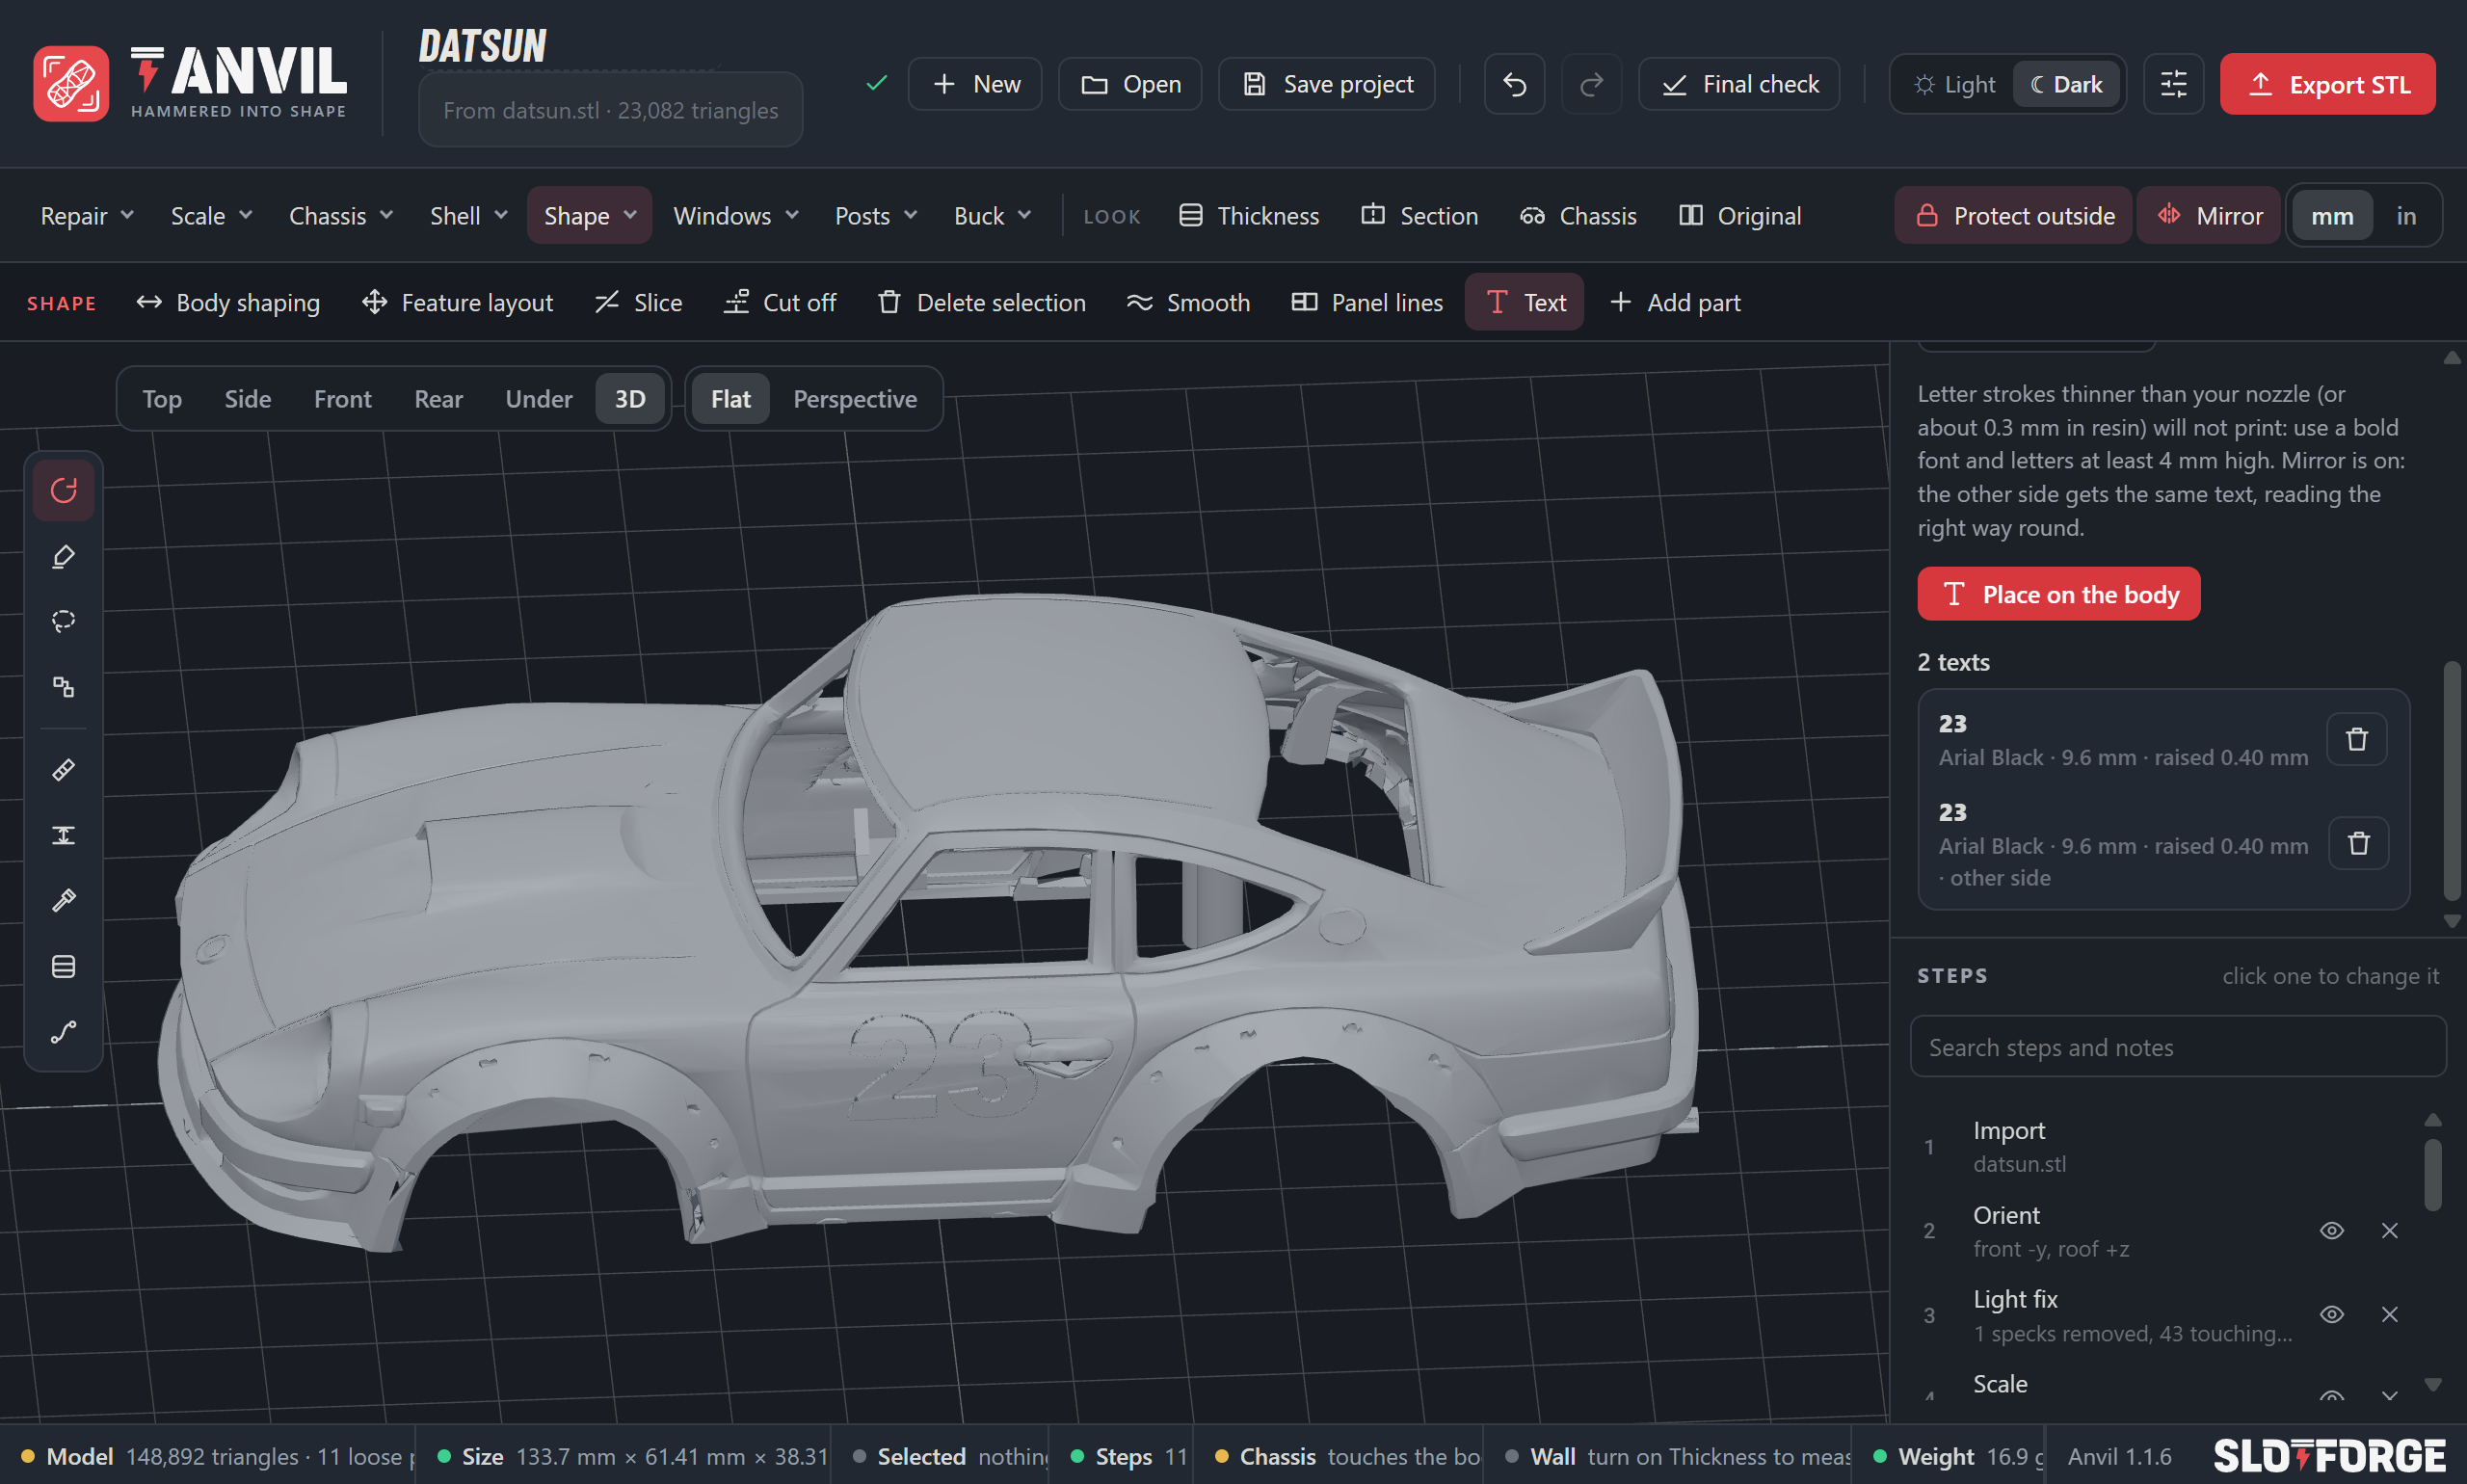 ANVIL
HAMMERED INTO SHAPE
DATSUN
From datsun.stl · 23,082 triangles
New
Open
Save project
Final check
Light
Dark
Export STL
Repair
Scale
Chassis
Shell
Shape
Windows
Posts
Buck
LOOK
Thickness
Section
Chassis
Original
Protect outside
Mirror
mm
in
SHAPE
Body shaping
Feature layout
Slice
Cut off
Delete selection
Smooth
Panel lines
Text
Add part
Top
Side
Front
Rear
Under
3D
Flat
Perspective
23
Letter strokes thinner than your nozzle (or
about 0.3 mm in resin) will not print: use a bold
font and letters at least 4 mm high. Mirror is on:
the other side gets the same text, reading the
right way round.
Place on the body
2 texts
23
Arial Black · 9.6 mm · raised 0.40 mm
23
Arial Black · 9.6 mm · raised 0.40 mm
· other side
STEPS
click one to change it
Search steps and notes
1
Import
datsun.stl
2
Orient
front -y, roof +z
3
Light fix
1 specks removed, 43 touching...
4
Scale
Model 148,892 triangles · 11 loose
Size 133.7 mm × 61.41 mm × 38.31
Selected nothing
Steps 11
Chassis touches the bo
Wall turn on Thickness to meas
Weight 16.9 g
Anvil 1.1.6
SLOTFORGE